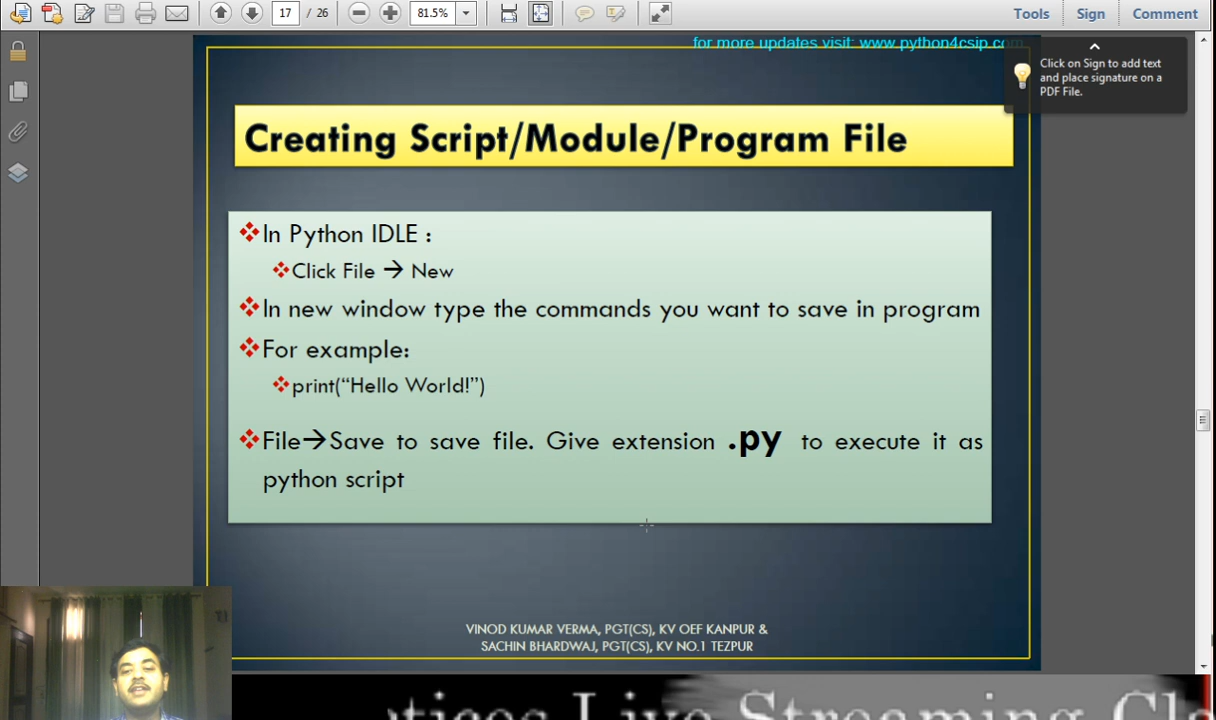 17 / 26
81.5%
Tools Sign Comment
for more updates visit: www.python4csip.com
Click on Sign to add text
and place signature on a
PDF File.
Creating Script/Module/Program File
In Python IDLE :
Click File → New
In new window type the commands you want to save in program
For example:
print(“Hello World!”)
File→Save to save file. Give extension .py to execute it as
python script
VINOD KUMAR VERMA, PGT(CS), KV OEF KANPUR &
SACHIN BHARDWAJ, PGT(CS), KV NO.1 TEZPUR
Live Streaming